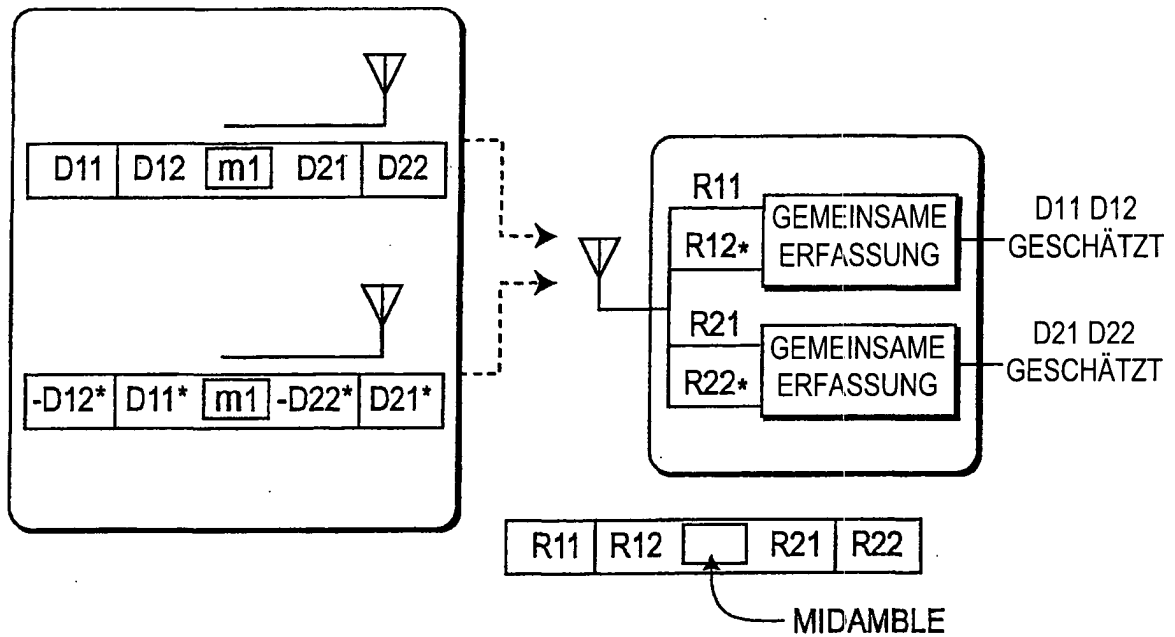 D11 D12 m1 D21 D22
-D12* D11* m1 -D22* D21*
R11
R12*
GEMEINSAME
ERFASSUNG
D11 D12
GESCHÄTZT
R21
R22*
GEMEINSAME
ERFASSUNG
D21 D22
GESCHÄTZT
R11 R12 R21 R22
MIDAMBLE